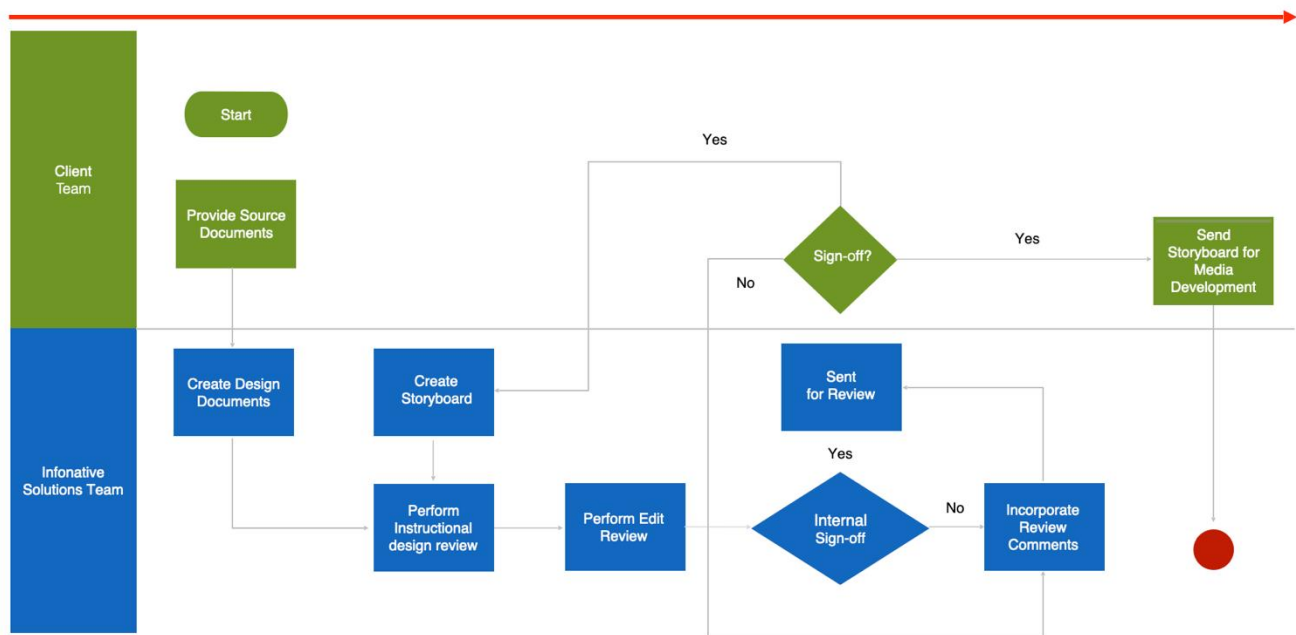 Client
Team
Start
Provide Source
Documents
Yes
Sign-off?
No
Yes
Send
Storyboard for
Media
Development
Infonative
Solutions Team
Create Design
Documents
Create
Storyboard
Sent
for Review
Yes
Perform
Instructional
design review
Perform Edit
Review
Internal
Sign-off
No
Incorporate
Review
Comments